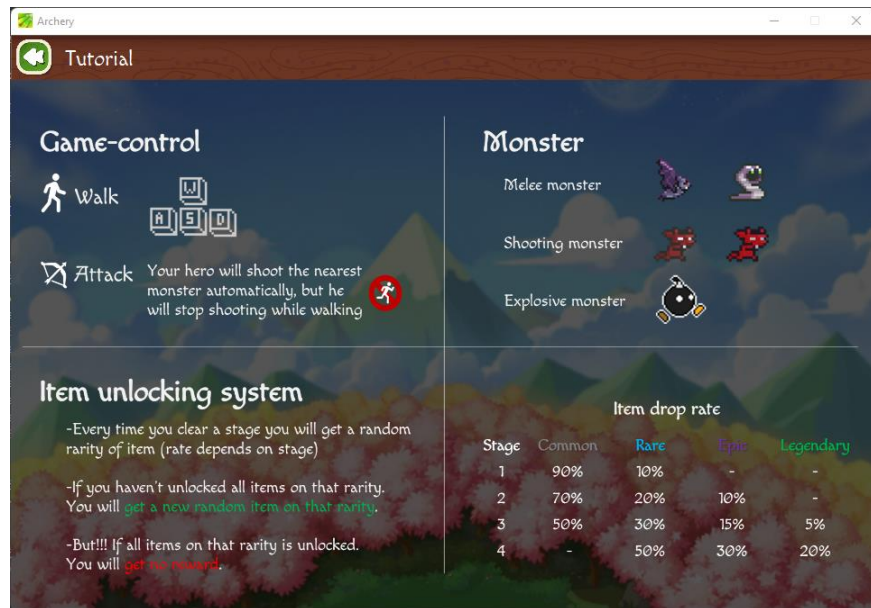 Archery
Tutorial
Game-control
Walk
W
A S D
Attack
Your hero will shoot the nearest
monster automatically, but he
will stop shooting while walking
Monster
Melee monster
Shooting monster
Explosive monster
Item unlocking system
-Every time you clear a stage you will get a random
rarity of item (rate depends on stage)
-If you haven't unlocked all items on that rarity.
You will get a new random item on that rarity.
-But!!! If all items on that rarity is unlocked.
You will get no reward.
Item drop rate
Stage Common Rare Epic Legendary
1 90% 10% - -
2 70% 20% 10% -
3 50% 30% 15% 5%
4 - 50% 30% 20%